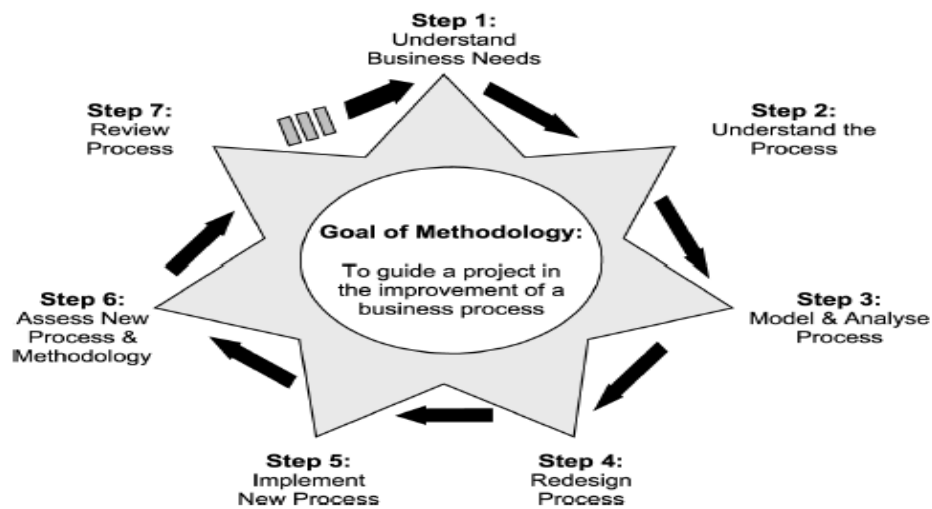 Step 1:
Understand
Business Needs
Step 2:
Understand the
Process
Step 3:
Model & Analyse
Process
Step 4:
Redesign
Process
Step 5:
Implement
New Process
Step 6:
Assess New
Process &
Methodology
Step 7:
Review
Process
Goal of Methodology:
To guide a project in
the improvement of a
business process